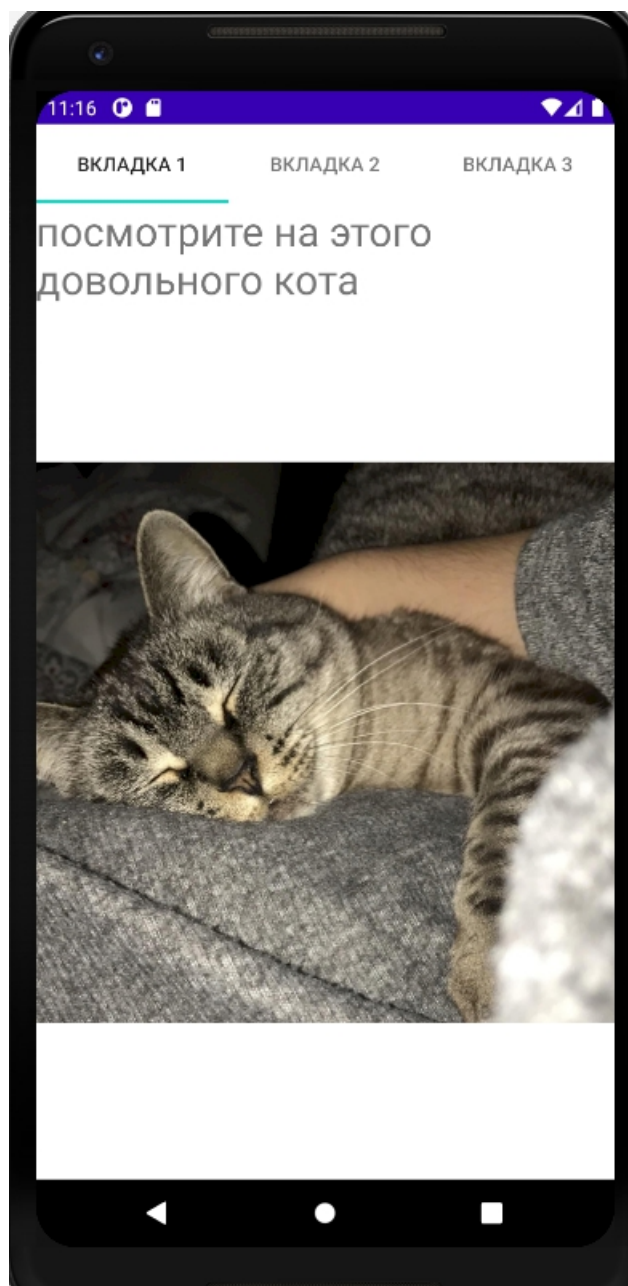 11:16
ВКЛАДКА 1
ВКЛАДКА 2
ВКЛАДКА 3
посмотрите на этого
довольного кота